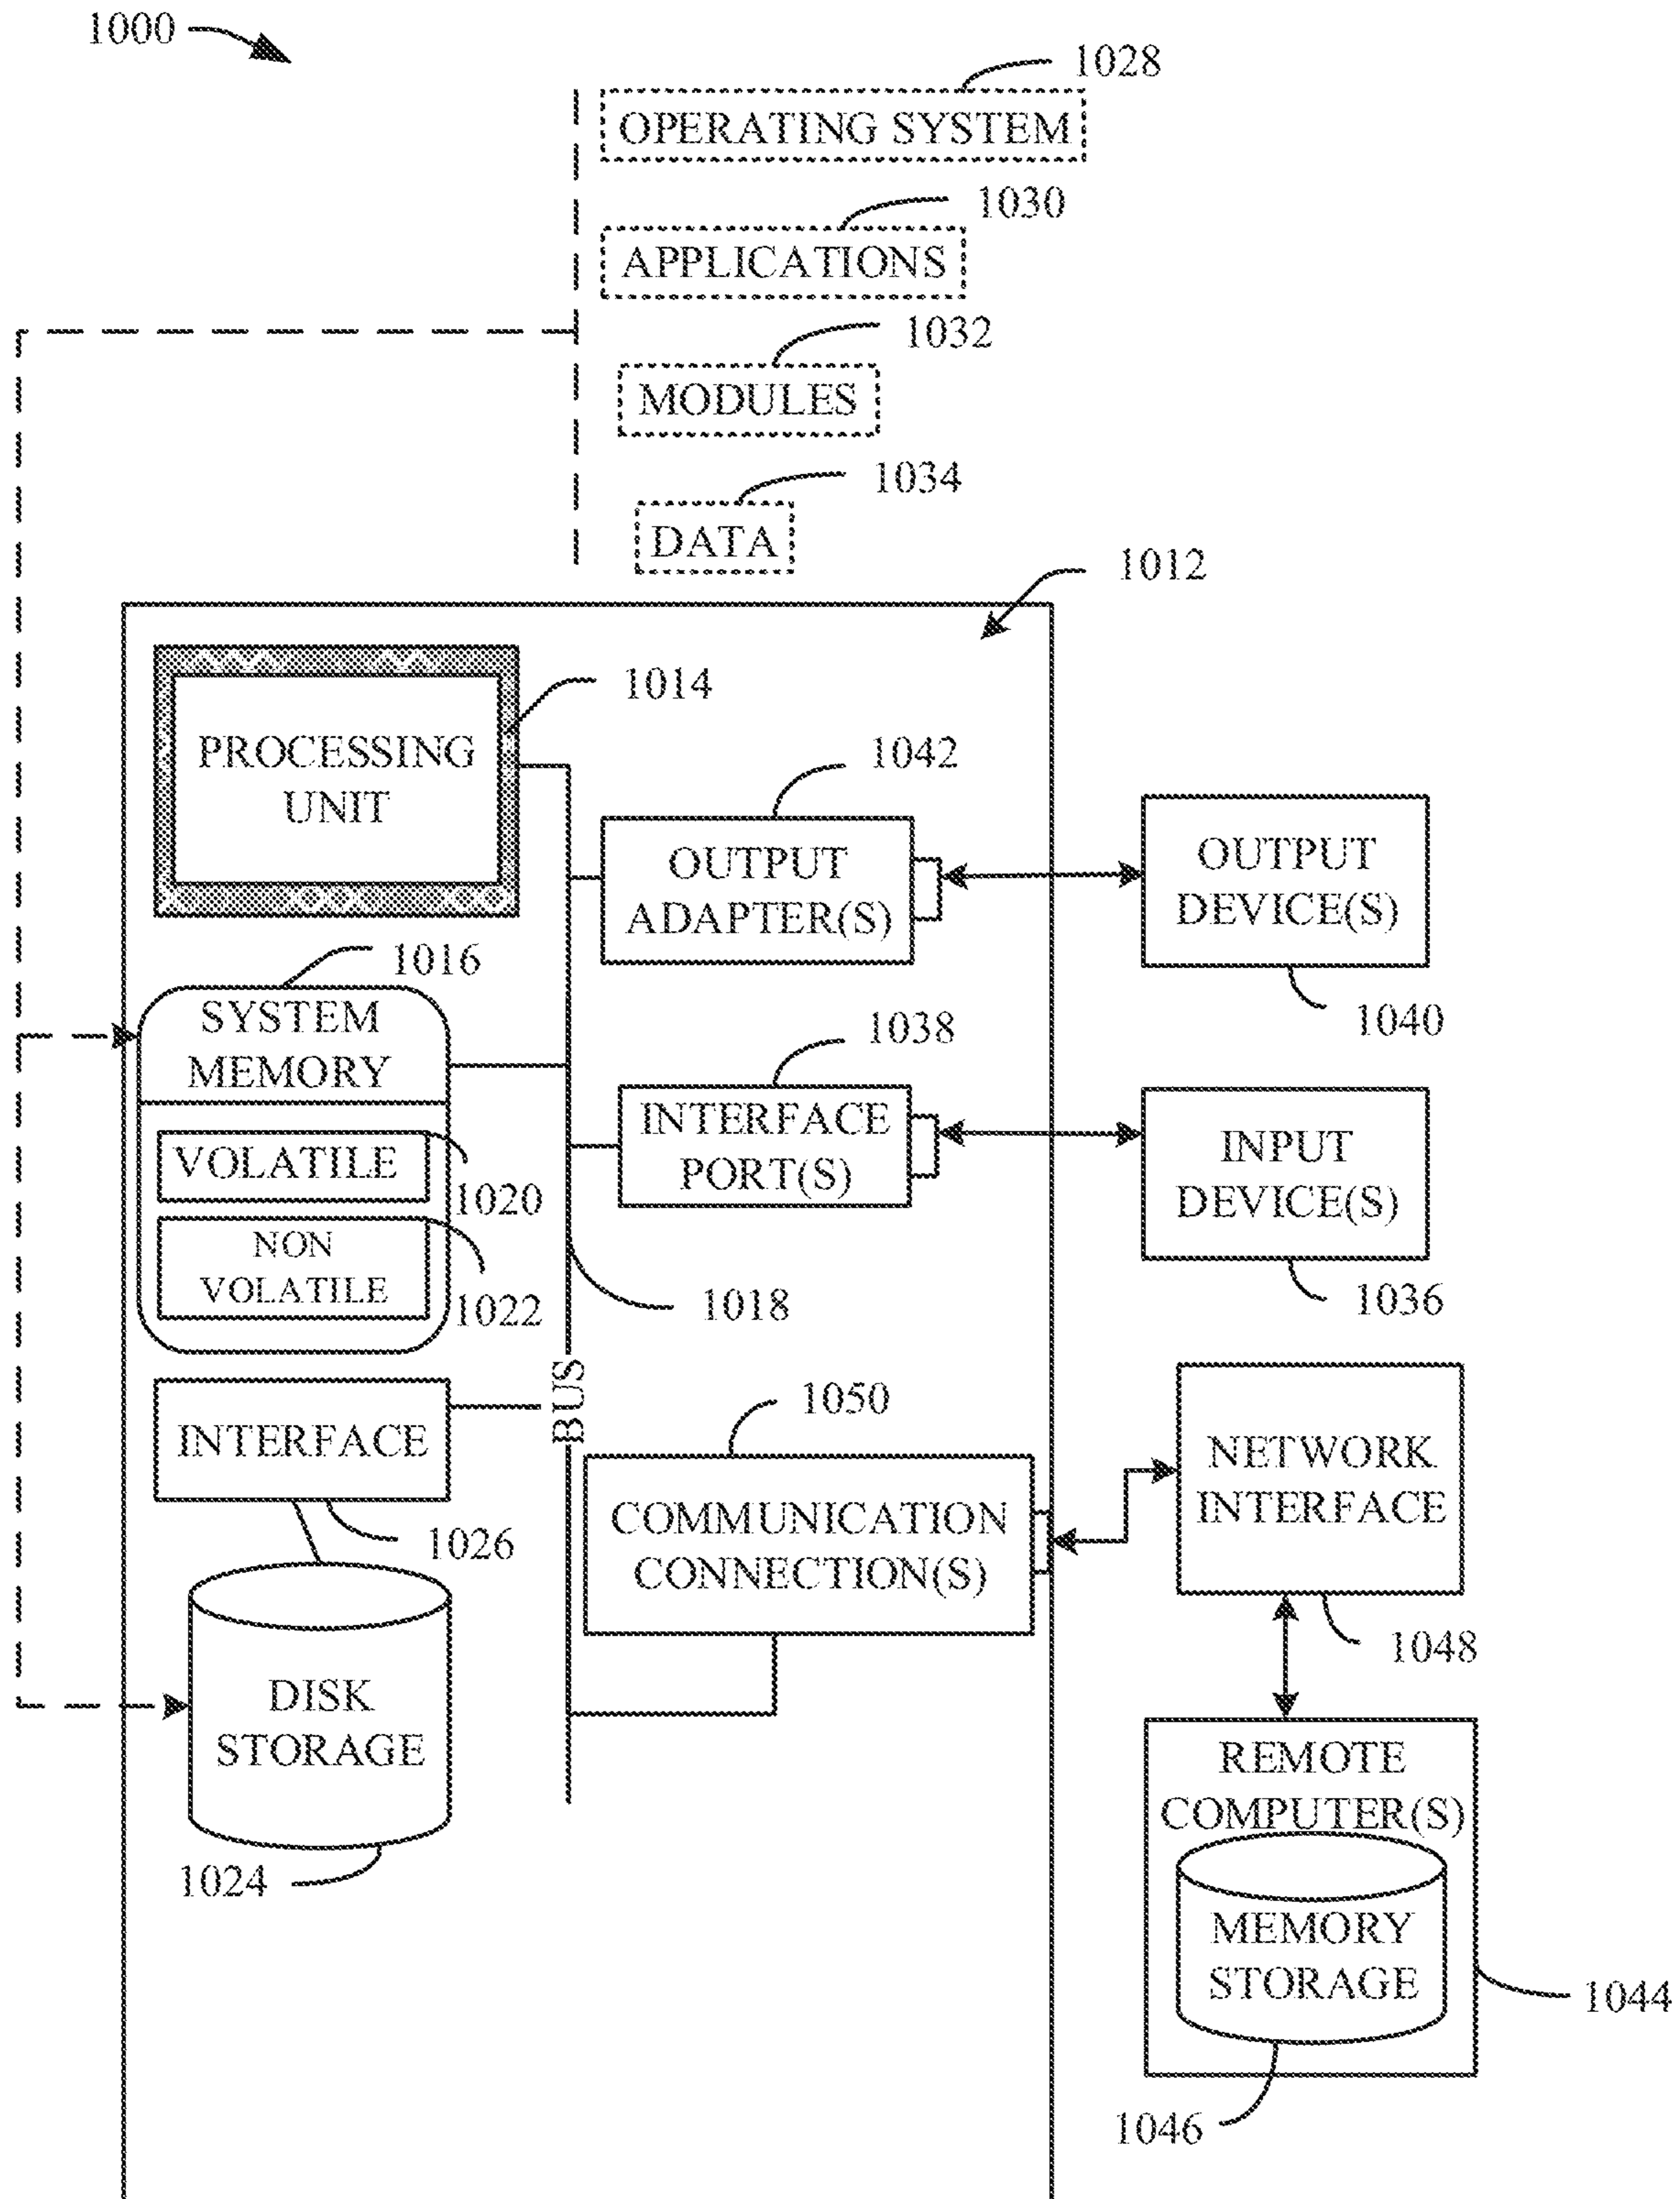 1000
1028
OPERATING SYSTEM
1030
APPLICATIONS
1032
MODULES
1034
DATA
1012
PROCESSING
UNIT
1014
1042
OUTPUT
ADAPTER(S)
OUTPUT
DEVICE(S)
1040
1016
SYSTEM
MEMORY
VOLATILE
1020
NON
VOLATILE
1022
1038
INTERFACE
PORT(S)
INPUT
DEVICE(S)
1036
1018
BUS
INTERFACE
1026
1050
COMMUNICATION
CONNECTION(S)
NETWORK
INTERFACE
1048
DISK
STORAGE
1024
REMOTE
COMPUTER(S)
MEMORY
STORAGE
1044
1046